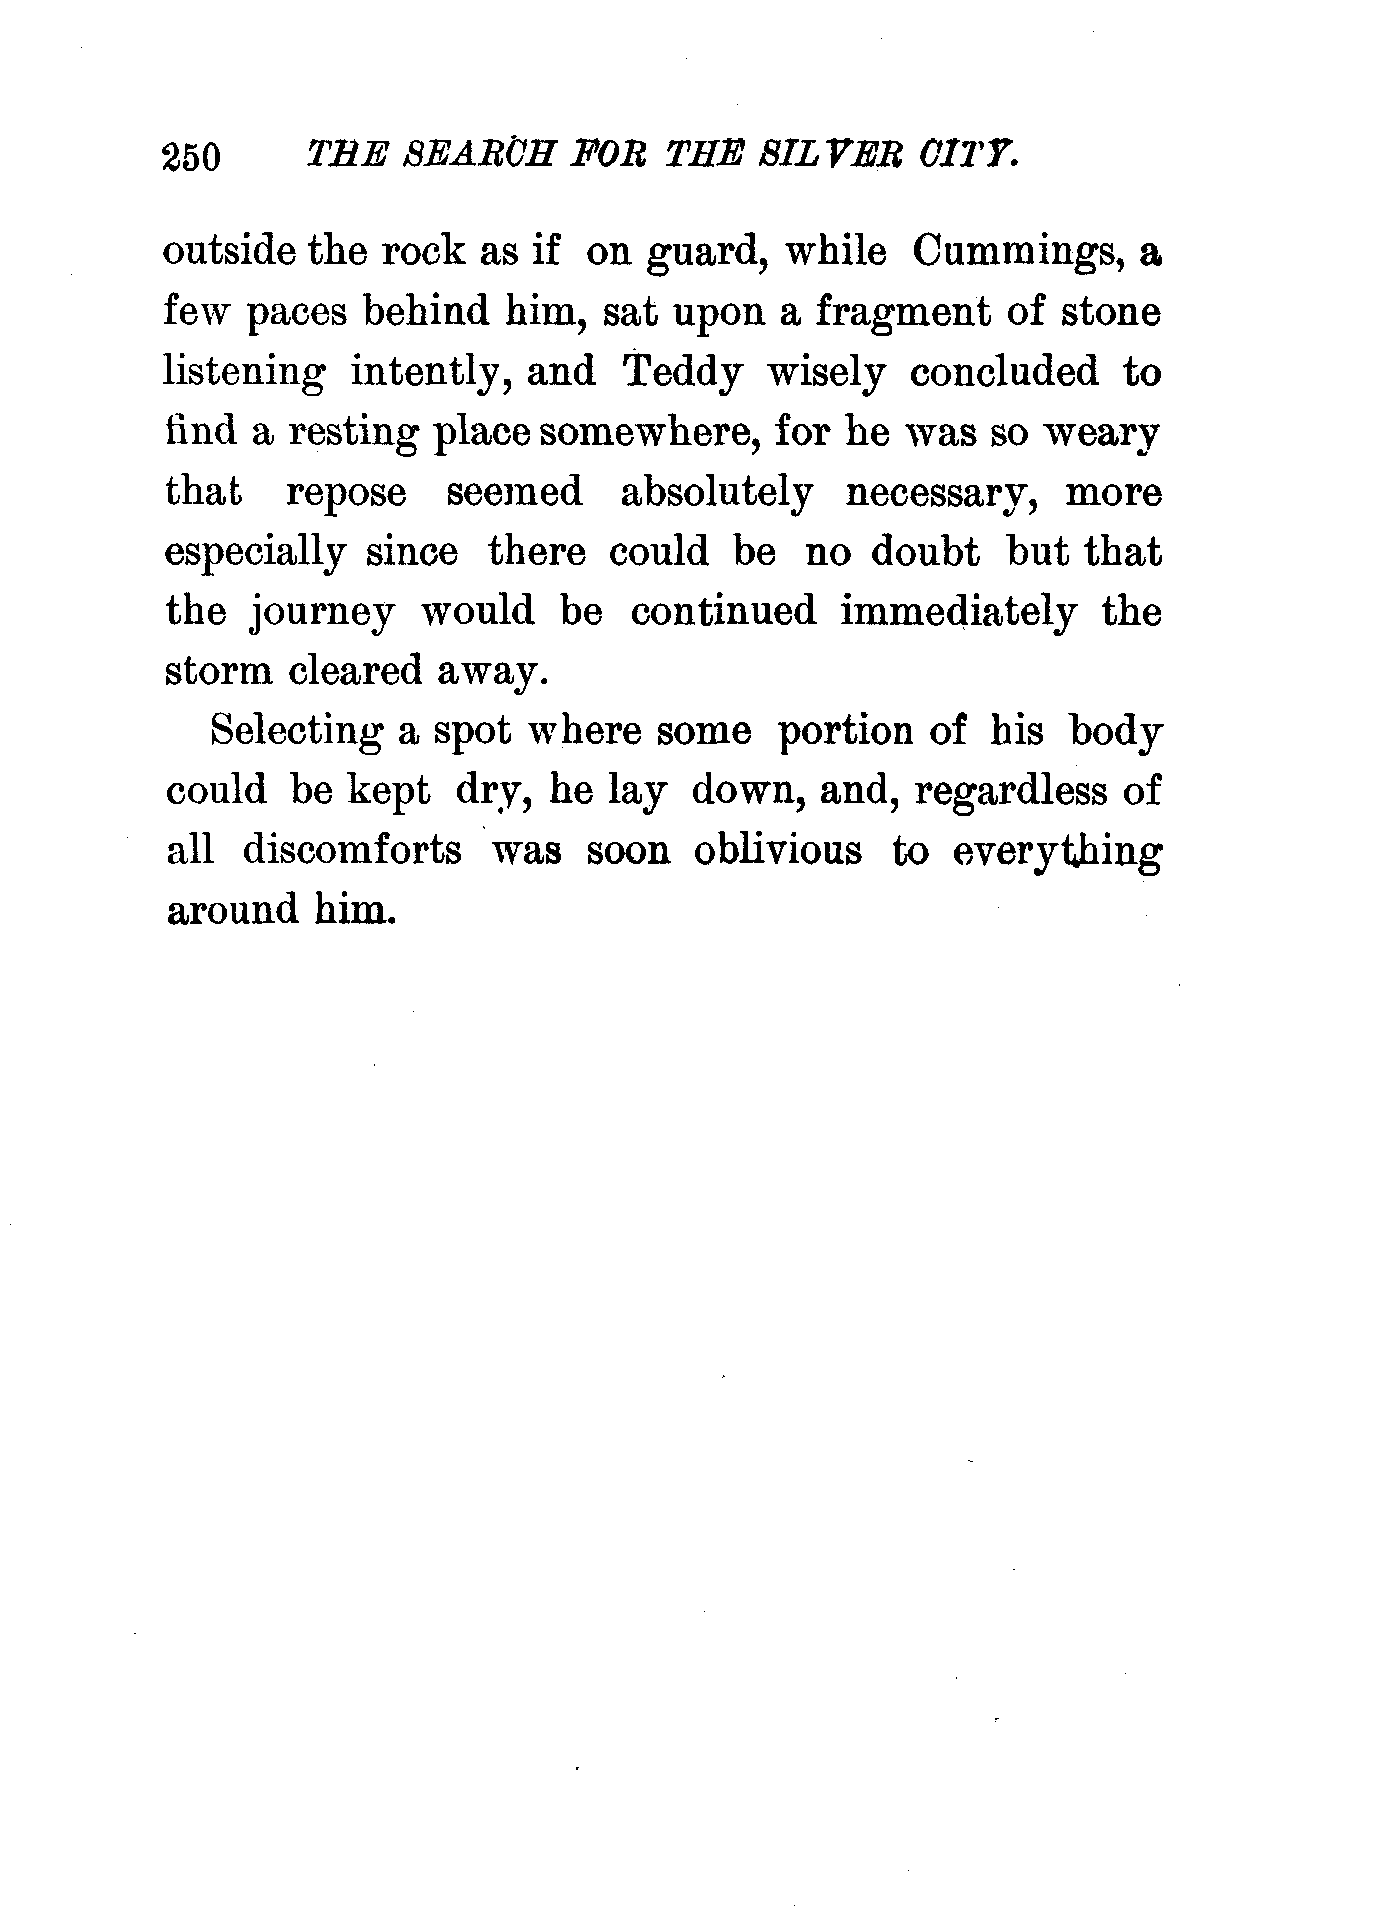 250 THE SEARCH FOR THE SILVER CITY.
outside the rock as if on guard, while Cummings, a
few paces behind him, sat upon a fragment of stone
listening intently, and Teddy wisely concluded to
find a resting place somewhere, for he was so weary
that repose seemed absolutely necessary, more
especially since there could be no doubt but that
the journey would be continued immediately the
storm cleared away.
Selecting a spot where some portion of his body
could be kept dry, he lay down, and, regardless of
all discomforts was soon oblivious to everything
around him.